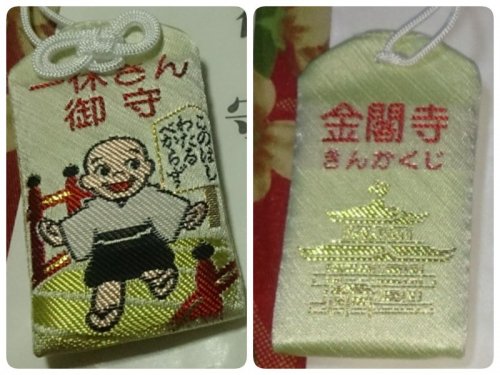 一休さん
御守
このはし
わたる
べからず
金閣寺
きんかくじ